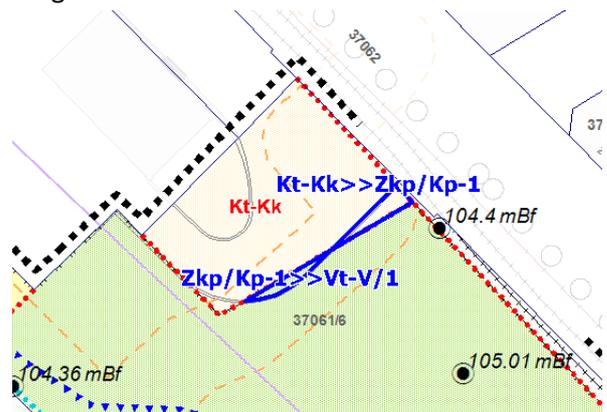 37062
37
Kt-Kk>>Zkp/Kp-1
Kt-Kk
104.4 mBf
Zkp/Kp-1>>Vt-V/1
37061/6
105.01 mBf
104.36 mBf